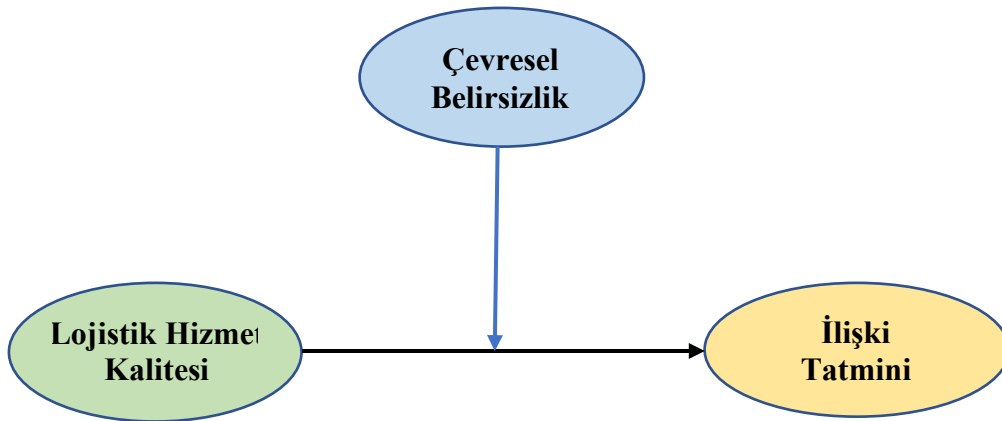 Çevresel
Belirsizlik
Lojistik Hizmet
Kalitesi
İlişki
Tatmini